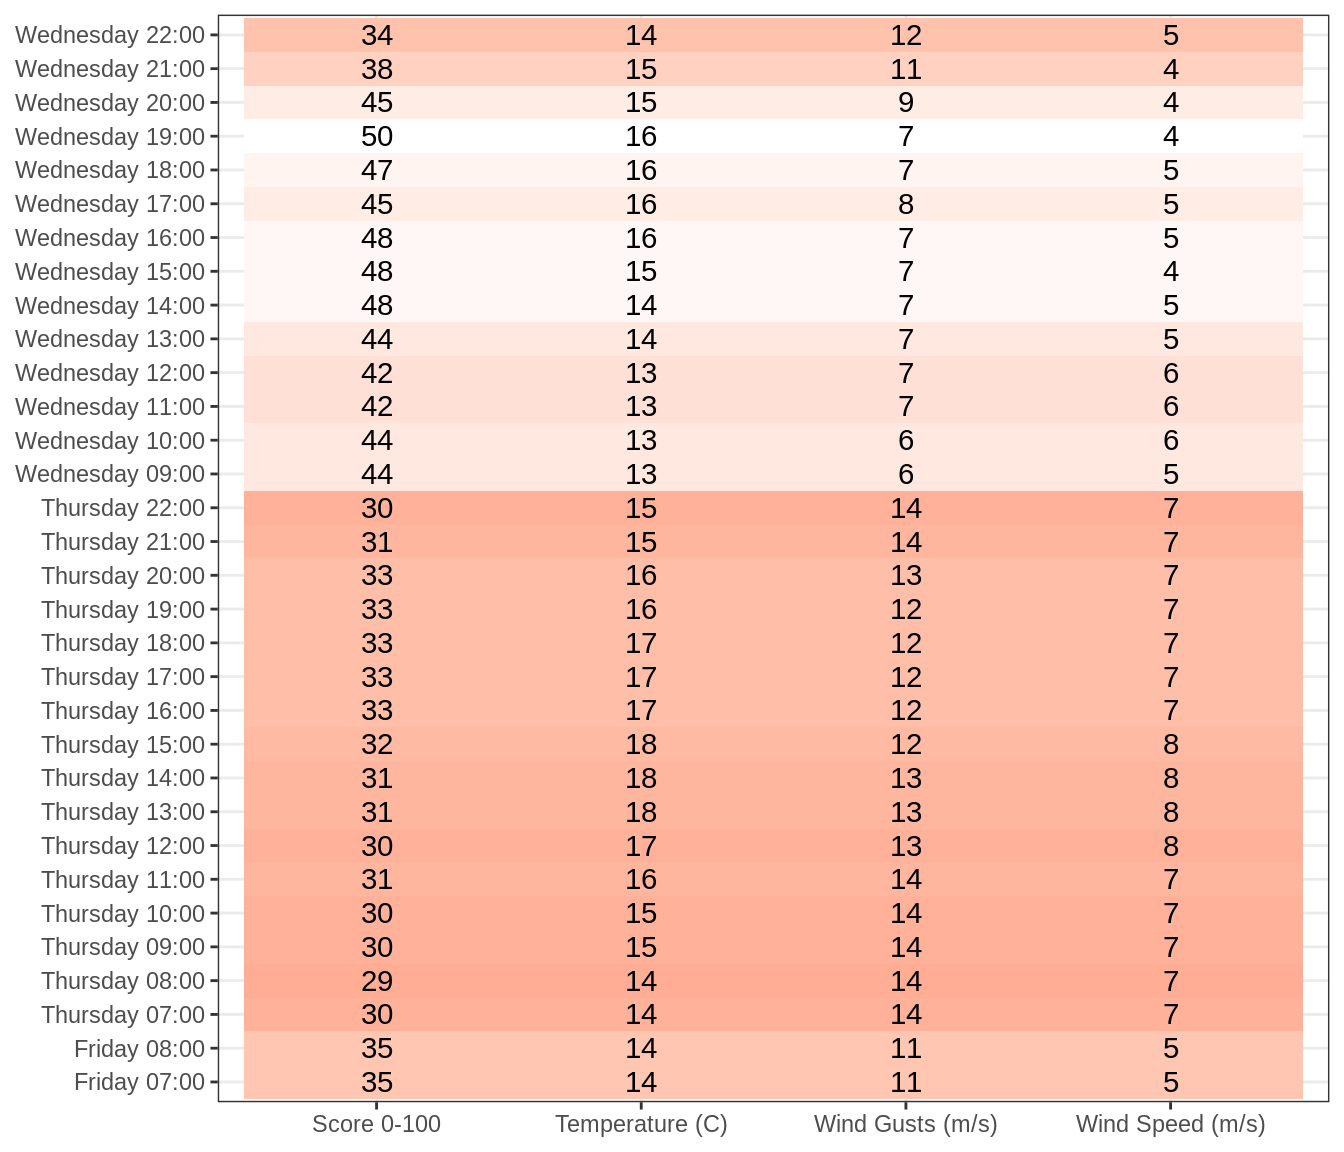 Wednesday 22:00 34 14 12 5
Wednesday 21:00 38 15 11 4
Wednesday 20:00 45 15 9 4
Wednesday 19:00 50 16 7 4
Wednesday 18:00 47 16 7 5
Wednesday 17:00 45 16 8 5
Wednesday 16:00 48 16 7 5
Wednesday 15:00 48 15 7 4
Wednesday 14:00 48 14 7 5
Wednesday 13:00 44 14 7 5
Wednesday 12:00 42 13 7 6
Wednesday 11:00 42 13 7 6
Wednesday 10:00 44 13 6 6
Wednesday 09:00 44 13 6 5
Thursday 22:00 30 15 14 7
Thursday 21:00 31 15 14 7
Thursday 20:00 33 16 13 7
Thursday 19:00 33 16 12 7
Thursday 18:00 33 17 12 7
Thursday 17:00 33 17 12 7
Thursday 16:00 33 17 12 7
Thursday 15:00 32 18 12 8
Thursday 14:00 31 18 13 8
Thursday 13:00 31 18 13 8
Thursday 12:00 30 17 13 8
Thursday 11:00 31 16 14 7
Thursday 10:00 30 15 14 7
Thursday 09:00 30 15 14 7
Thursday 08:00 29 14 14 7
Thursday 07:00 30 14 14 7
Friday 08:00 35 14 11 5
Friday 07:00 35 14 11 5
Score 0-100 Temperature (C) Wind Gusts (m/s) Wind Speed (m/s)